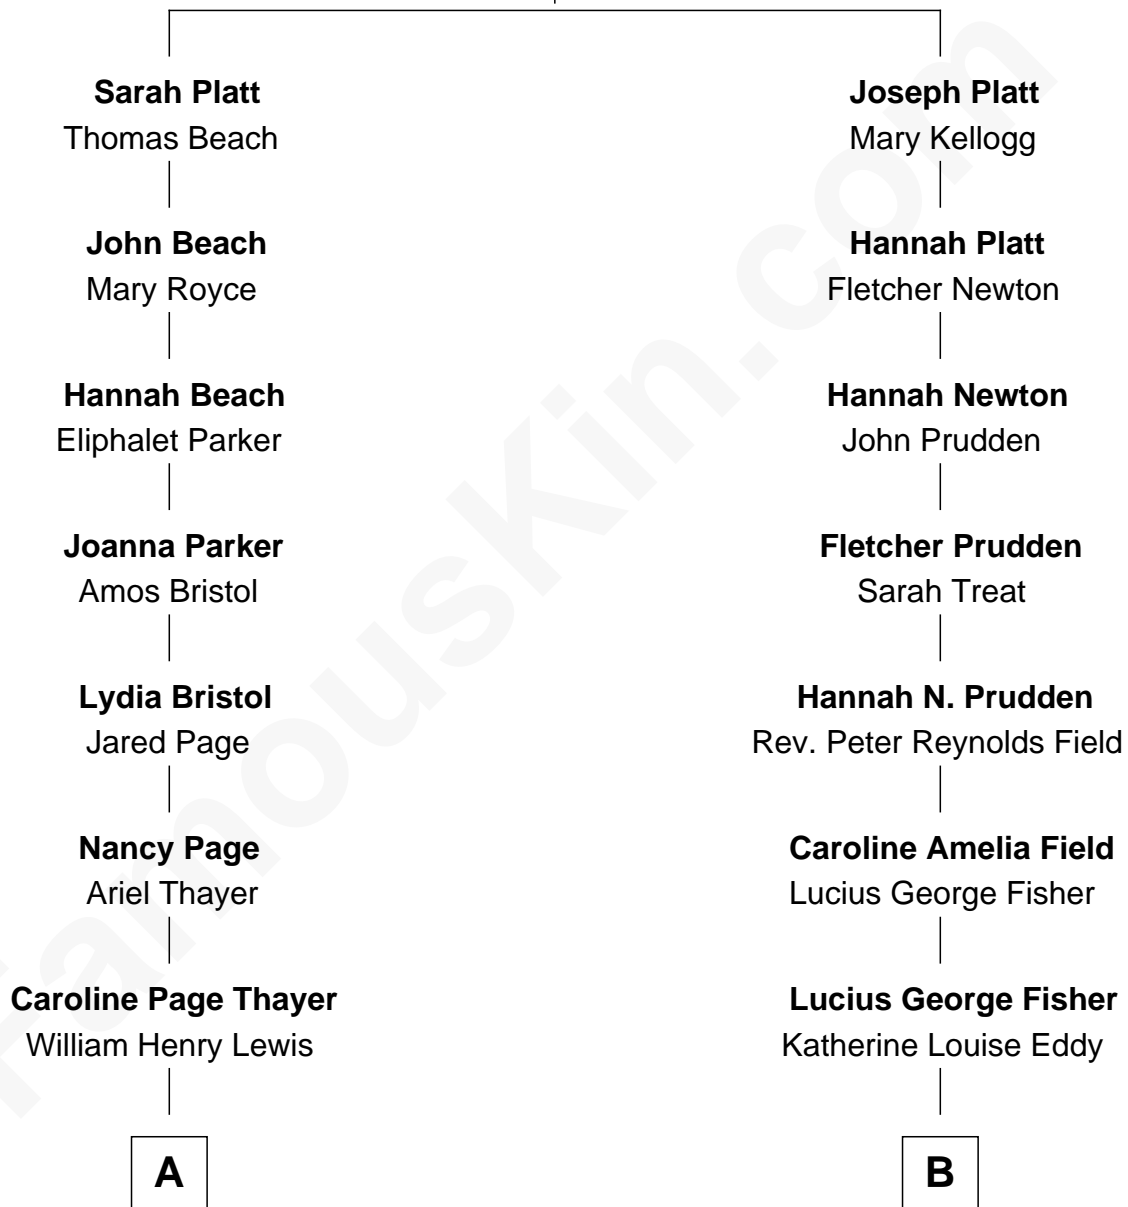 Sarah Platt
Thomas Beach
John Beach
Mary Royce
Hannah Beach
Eliphalet Parker
Joanna Parker
Amos Bristol
Lydia Bristol
Jared Page
Nancy Page
Ariel Thayer
Caroline Page Thayer
William Henry Lewis
A
Joseph Platt
Mary Kellogg
Hannah Platt
Fletcher Newton
Hannah Newton
John Prudden
Fletcher Prudden
Sarah Treat
Hannah N. Prudden
Rev. Peter Reynolds Field
Caroline Amelia Field
Lucius George Fisher
Lucius George Fisher
Katherine Louise Eddy
B
FamousKin.com